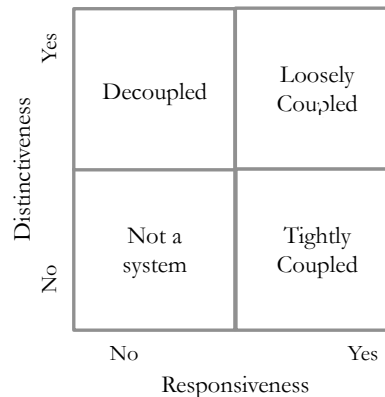 Yes
Decoupled
Loosely
Coupled
Distinctiveness
Not a
system
Tightly
Coupled
No
No
Yes
Responsiveness